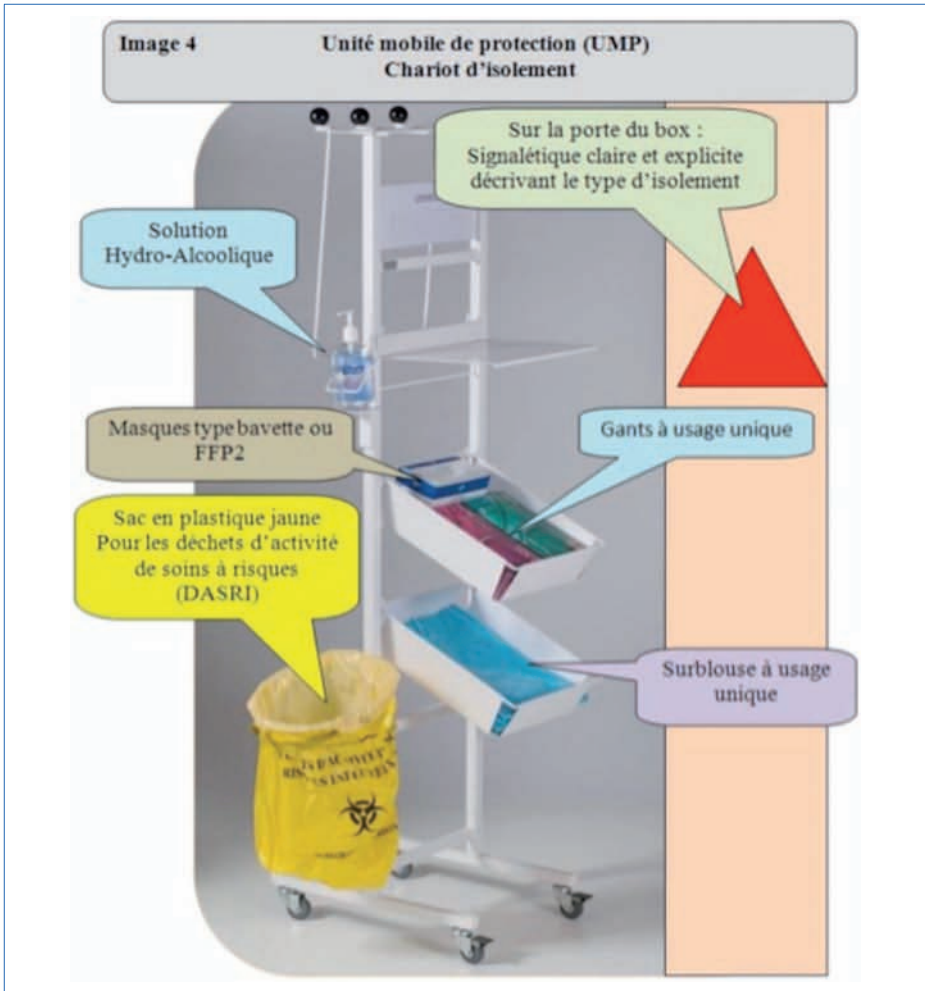 Image 4 Unité mobile de protection (UMP)
Chariot d'isolement
Sur la porte du box :
Signalétique claire et explicite
décrivant le type d'isolement
Solution
Hydro-Alcoolique
Masques type bavette ou
FFP2
Gants à usage unique
Sac en plastique jaune
Pour les déchets d'activité
de soins à risques
(DASRI)
Surblouse à usage
unique